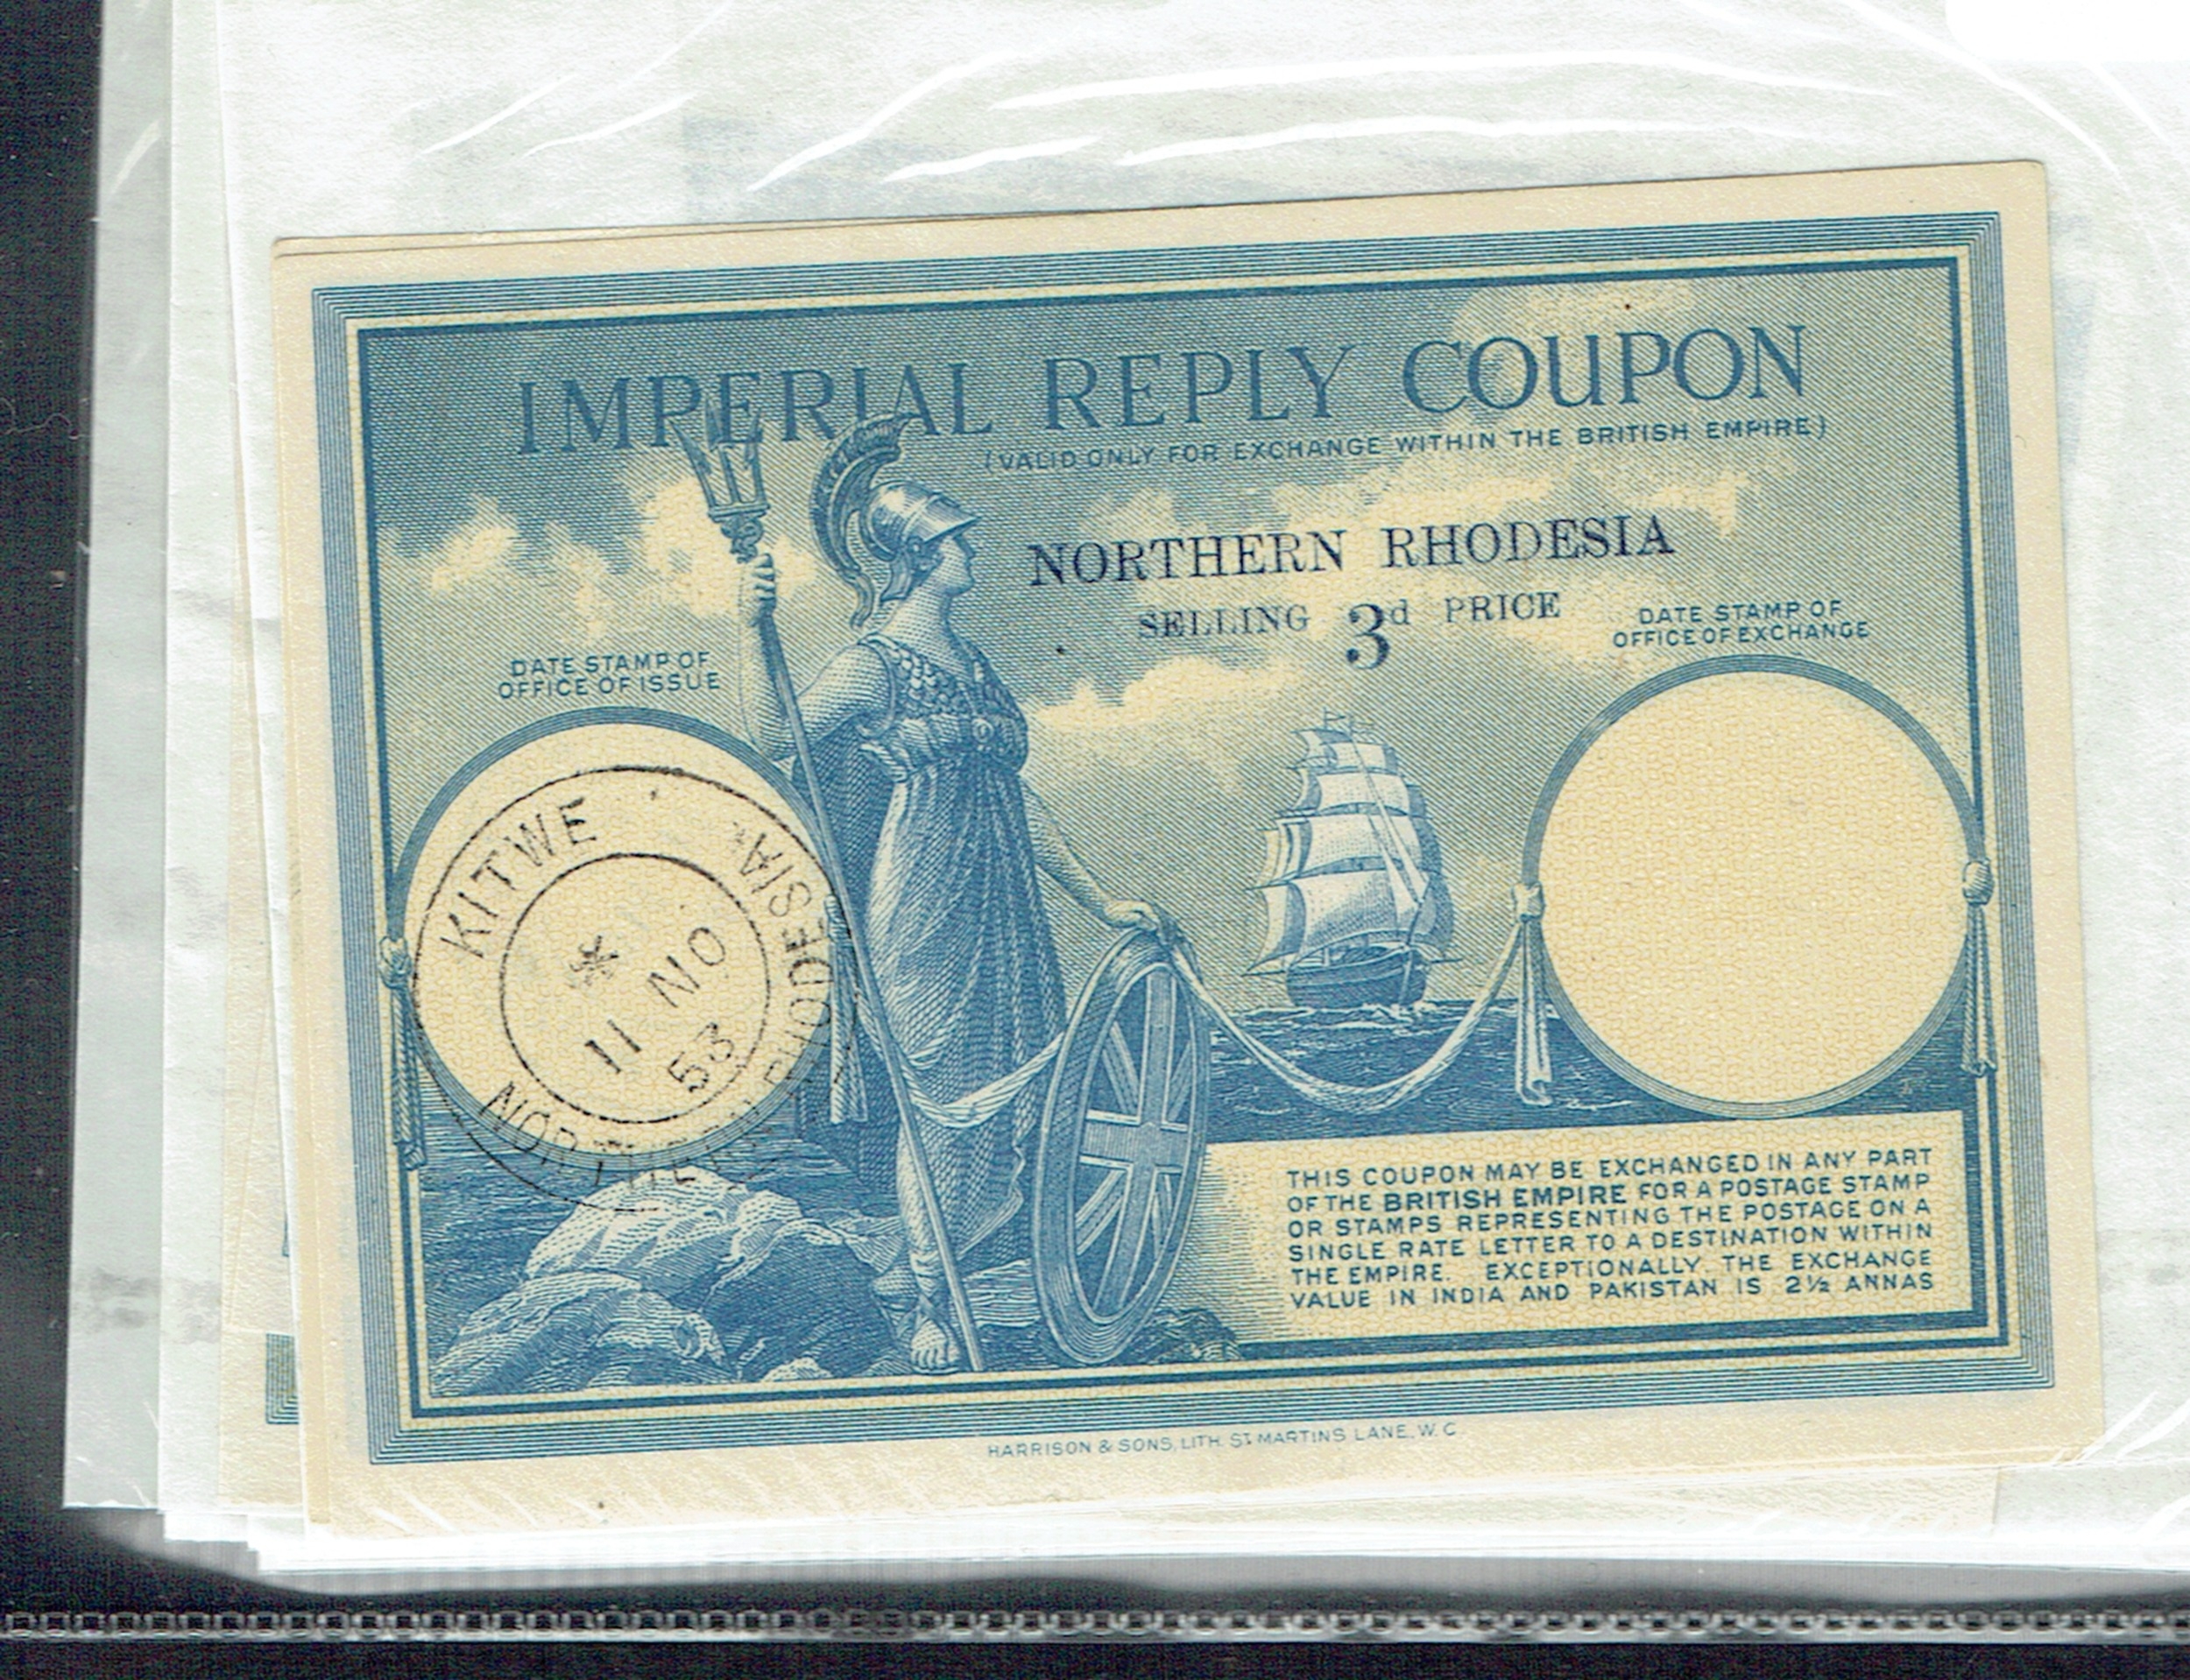 IMPERIAL REPLY COUPON
(VALID ONLY FOR EXCHANGE WITHIN THE BRITISH EMPIRE)
NORTHERN RHODESIA
SELLING 3d PRICE
DATE STAMP OF
OFFICE OF EXCHANGE
DATE STAMP OF
OFFICE OF ISSUE
KITWE
*
11 NO
53
NORTHERN RHODESIA
THIS COUPON MAY BE EXCHANGED IN ANY PART
OF THE BRITISH EMPIRE FOR A POSTAGE STAMP
OR STAMPS REPRESENTING THE POSTAGE ON A
SINGLE RATE LETTER TO A DESTINATION WITHIN
THE EMPIRE. EXCEPTIONALLY, THE EXCHANGE
VALUE IN INDIA AND PAKISTAN IS 2½ ANNAS
HARRISON & SONS, LITH. ST MARTINS LANE, W.C